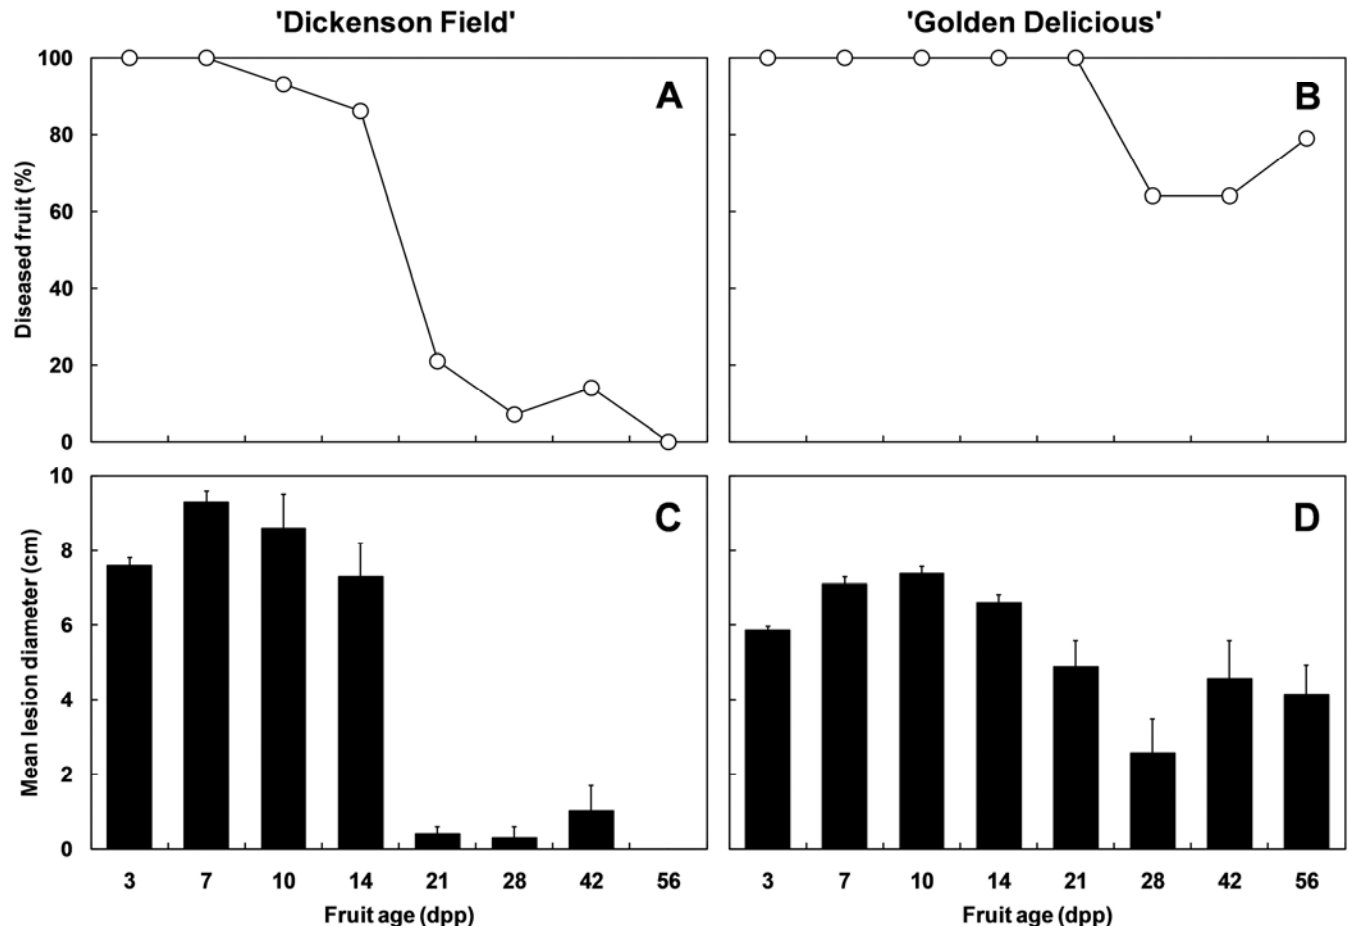 'Dickenson Field' 'Golden Delicious'
100
80
60
40
20
0
Diseased fruit (%)
A
B
10
8
6
4
2
0
Mean lesion diameter (cm)
C
D
3 7 10 14 21 28 42 56 3 7 10 14 21 28 42 56
Fruit age (dpp) Fruit age (dpp)